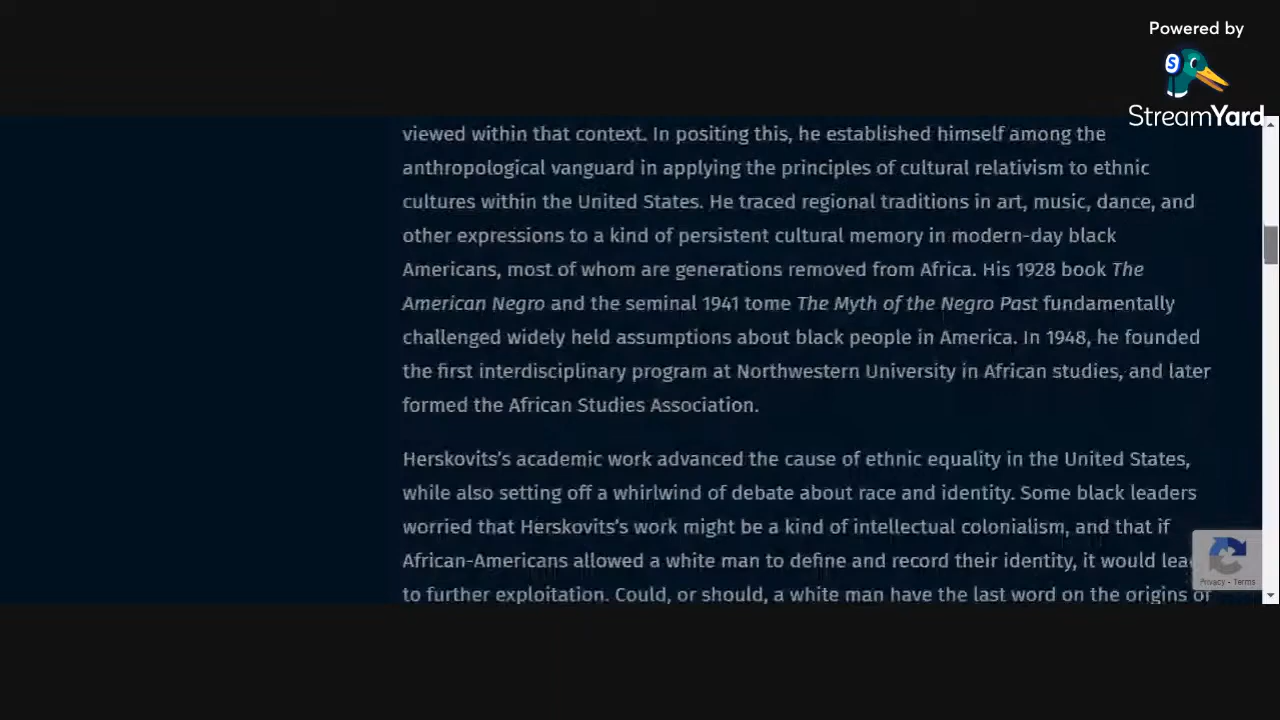 Powered by
StreamYard
viewed within that context. In positing this, he established himself among the
anthropological vanguard in applying the principles of cultural relativism to ethnic
cultures within the United States. He traced regional traditions in art, music, dance, and
other expressions to a kind of persistent cultural memory in modern-day black
Americans, most of whom are generations removed from Africa. His 1928 book The
American Negro and the seminal 1941 tome The Myth of the Negro Past fundamentally
challenged widely held assumptions about black people in America. In 1948, he founded
the first interdisciplinary program at Northwestern University in African studies, and later
formed the African Studies Association.
Herskovits's academic work advanced the cause of ethnic equality in the United States,
while also setting off a whirlwind of debate about race and identity. Some black leaders
worried that Herskovits's work might be a kind of intellectual colonialism, and that if
African-Americans allowed a white man to define and record their identity, it would lea
to further exploitation. Could, or should, a white man have the last word on the origins of
Privacy - Terms